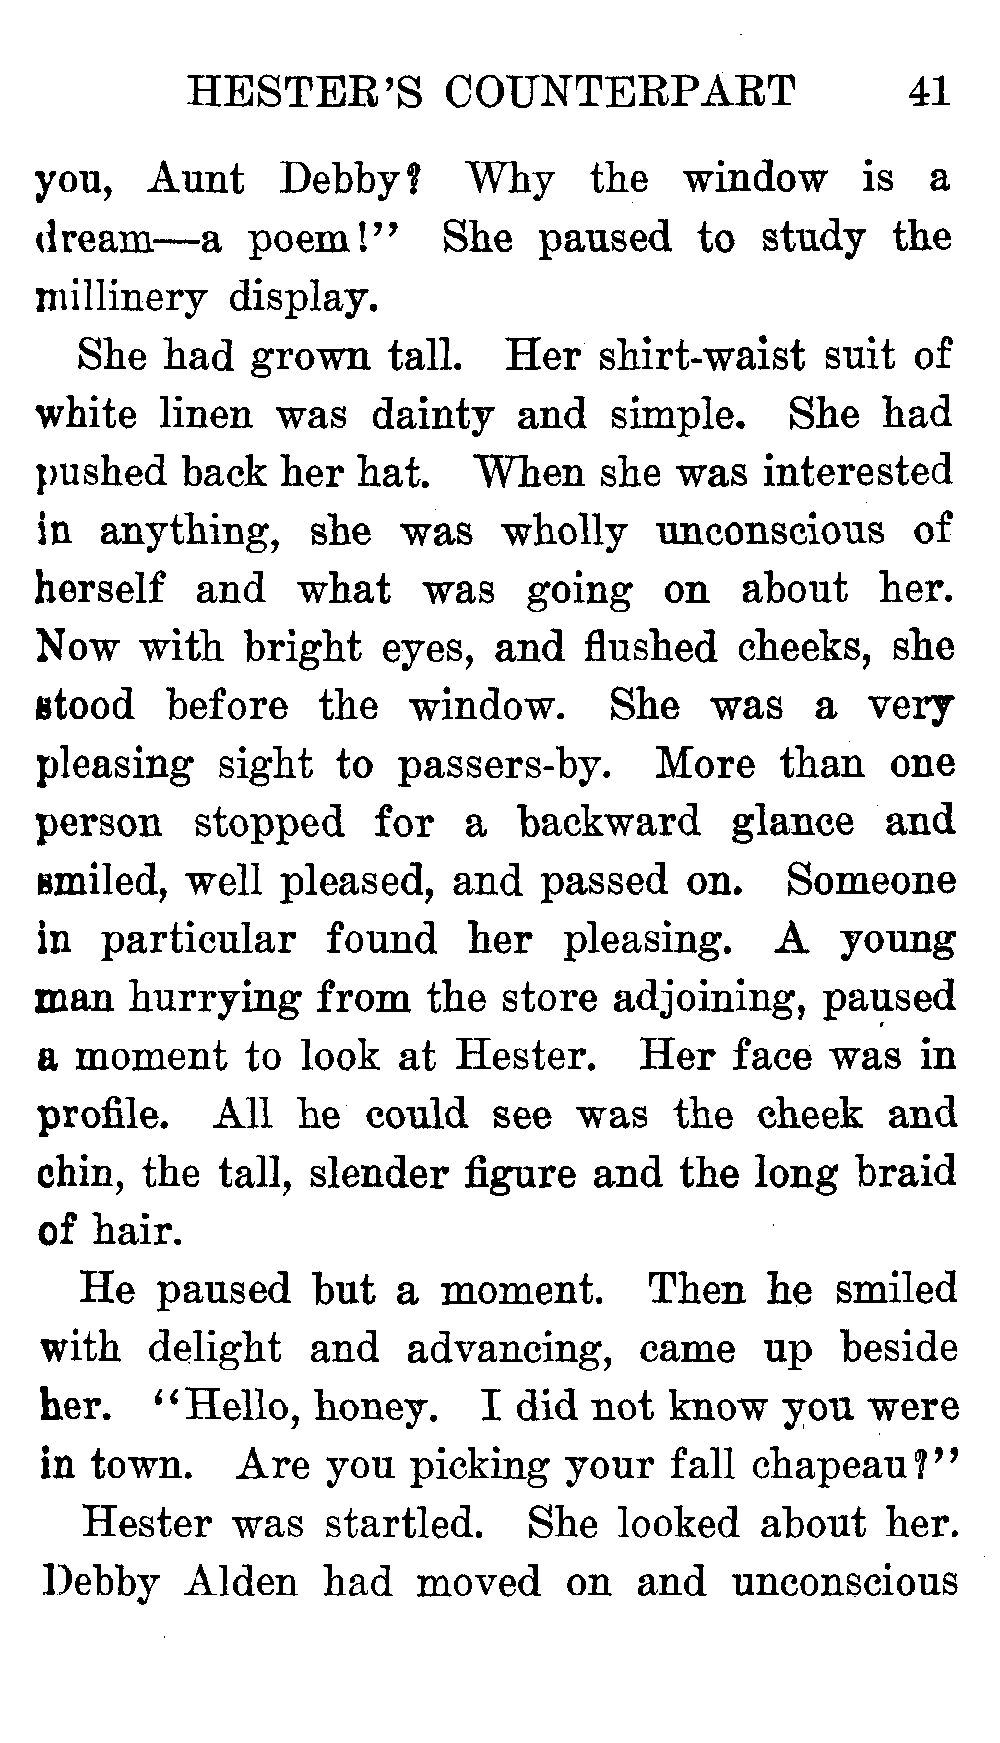 HESTER'S COUNTERPART 41
you, Aunt Debby? Why the window is a
dream—a poem!" She paused to study the
millinery display.
She had grown tall. Her shirt-waist suit of
white linen was dainty and simple. She had
pushed back her hat. When she was interested
in anything, she was wholly unconscious of
herself and what was going on about her.
Now with bright eyes, and flushed cheeks, she
stood before the window. She was a very
pleasing sight to passers-by. More than one
person stopped for a backward glance and
smiled, well pleased, and passed on. Someone
in particular found her pleasing. A young
man hurrying from the store adjoining, paused
a moment to look at Hester. Her face was in
profile. All he could see was the cheek and
chin, the tall, slender figure and the long braid
of hair.
He paused but a moment. Then he smiled
with delight and advancing, came up beside
her. "Hello, honey. I did not know you were
in town. Are you picking your fall chapeau?"
Hester was startled. She looked about her.
Debby Alden had moved on and unconscious